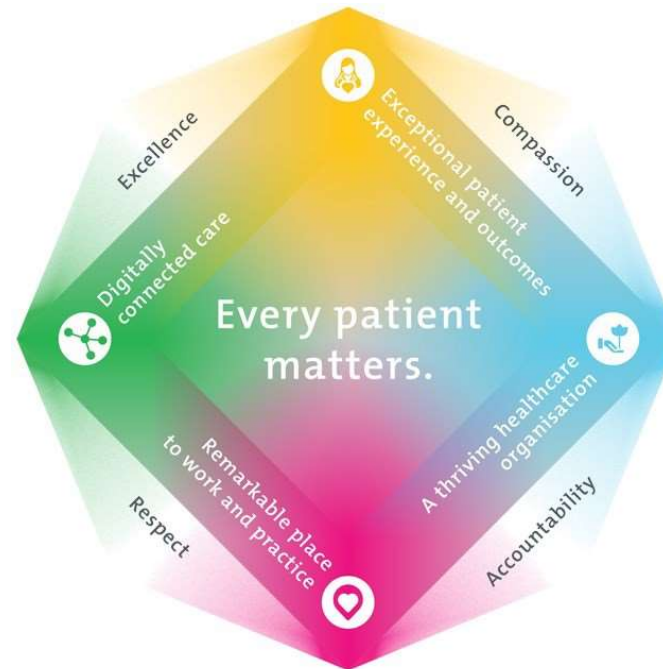 Excellence
Compassion
Exceptional patient
experience and outcomes
Digitally
connected care
Every patient
matters.
Remarkable place
to work and practice
A thriving healthcare
organisation
Respect
Accountability